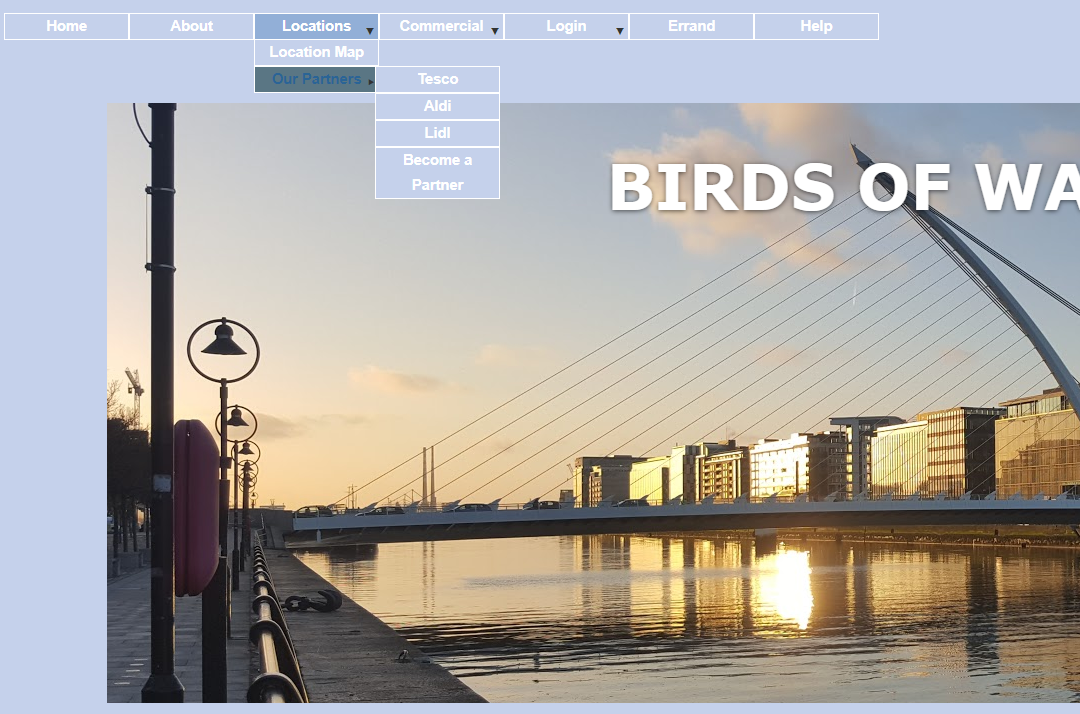 Home About Locations Commercial Login Errand Help
Location Map
Our Partners Tesco
Aldi
Lidl
Become a
Partner
BIRDS OF WA